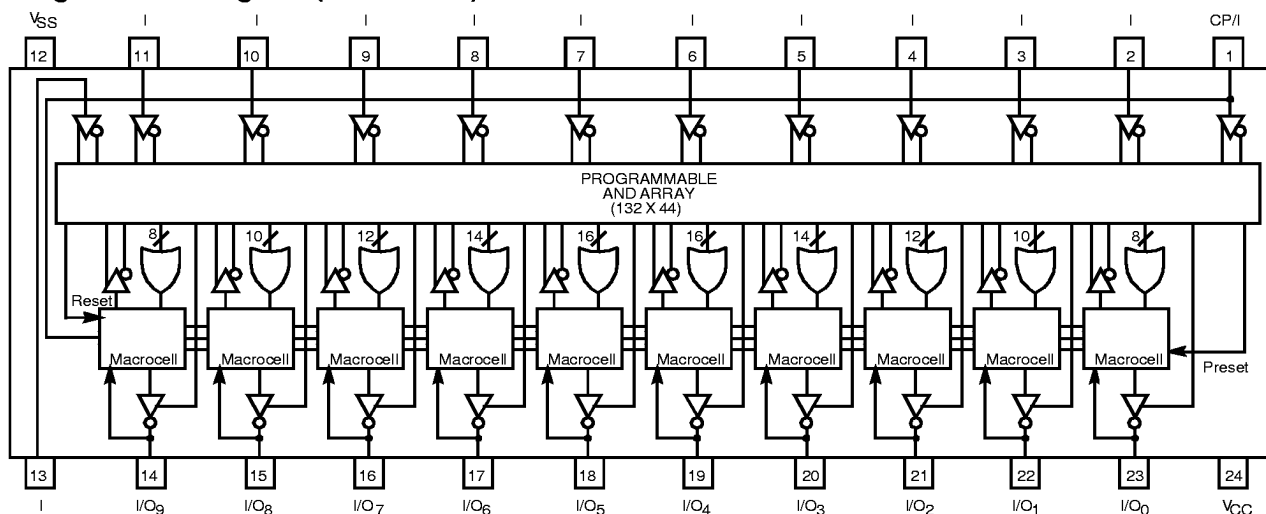 V_SS I I I I I I I I I I CP/I
12 11 10 9 8 7 6 5 4 3 2 1
PROGRAMMABLE
AND ARRAY
(132 X 44)
8 10 12 14 16 16 14 12 10 8
Reset
Macrocell Macrocell Macrocell Macrocell Macrocell Macrocell Macrocell Macrocell Macrocell Macrocell
Preset
13 14 15 16 17 18 19 20 21 22 23 24
I I/O9 I/O8 I/O7 I/O6 I/O5 I/O4 I/O3 I/O2 I/O1 I/O0 V_CC